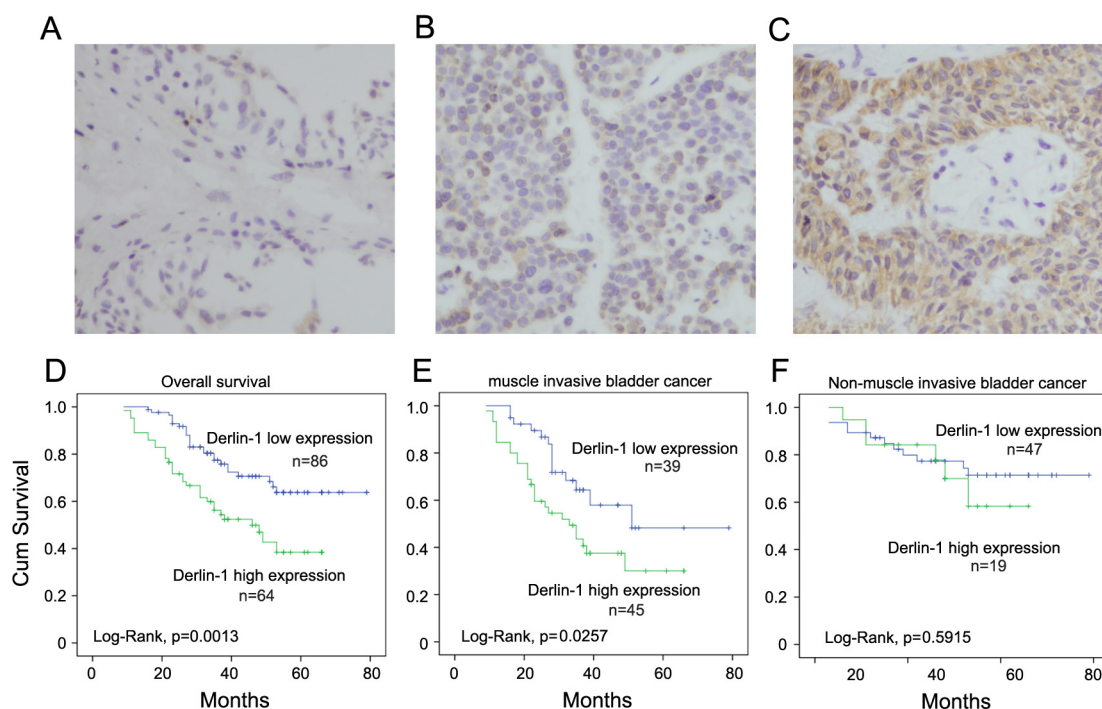 A
B
C
D
Overall survival
Cum Survival
1.0
0.8
0.6
0.4
0.2
0
Derlin-1 low expression
n=86
Derlin-1 high expression
n=64
Log-Rank, p=0.0013
0
20
40
60
80
Months
E
muscle invasive bladder cancer
1.0
0.8
0.6
0.4
0.2
0
Derlin-1 low expression
n=39
Derlin-1 high expression
n=45
Log-Rank, p=0.0257
0
20
40
60
80
Months
F
Non-muscle invasive bladder cancer
1.0
0.8
0.6
0.4
0.2
0
Derlin-1 low expression
n=47
Derlin-1 high expression
n=19
Log-Rank, p=0.5915
20
40
60
80
Months